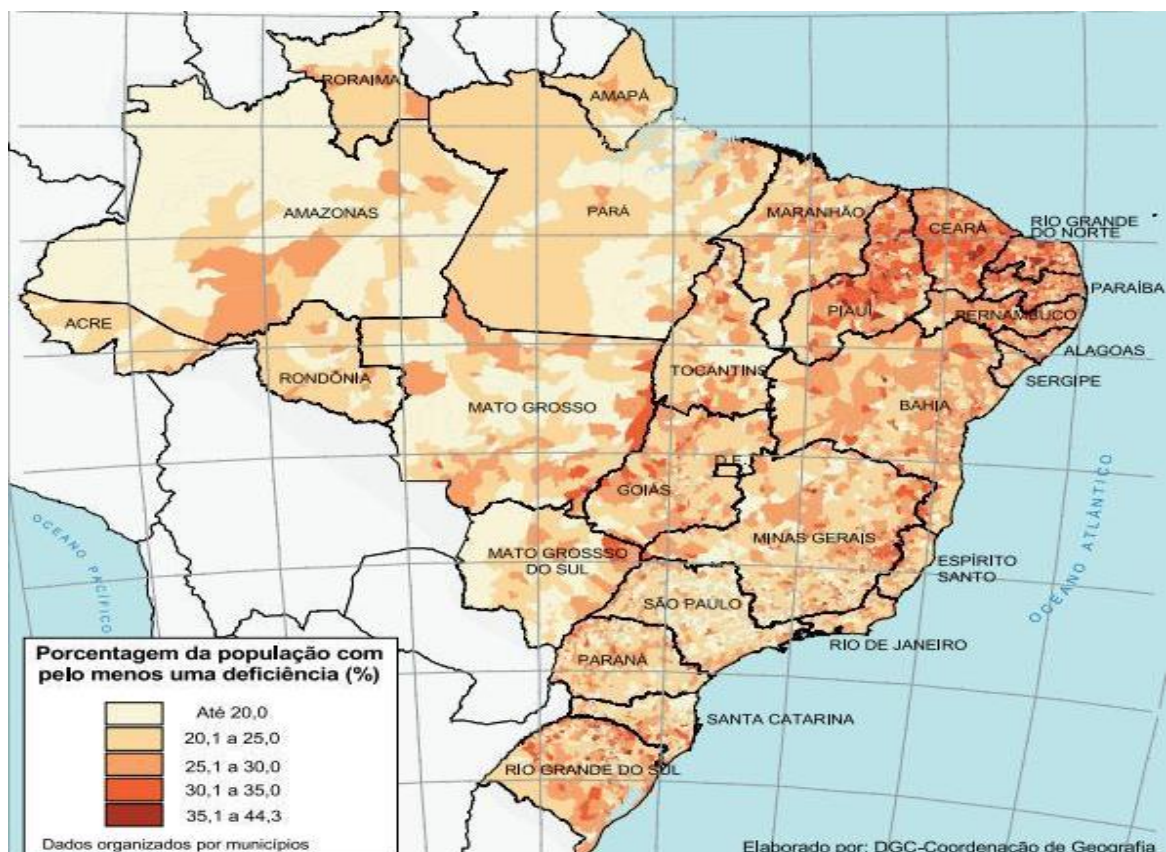 RORAIMA
AMAPÁ
AMAZONAS
PARÁ
MARANHÃO
CEARÁ
RIO GRANDE
DO NORTE
PARAÍBA
PIAUÍ
PERNAMBUCO
ACRE
ALAGOAS
TOCANTINS
SERGIPE
RONDÔNIA
MATO GROSSO
BAHIA
D.F.
GOIÁS
MINAS GERAIS
MATO GROSSSO
DO SUL
ESPÍRITO
SANTO
SÃO PAULO
RIO DE JANEIRO
PARANÁ
SANTA CATARINA
RIO GRANDE DO SUL
OCEANO PACÍFICO
OCEANO ATLÂNTICO
Porcentagem da população com
pelo menos uma deficiência (%)
Até 20,0
20,1 a 25,0
25,1 a 30,0
30,1 a 35,0
35,1 a 44,3
Dados organizados por municípios
Elaborado por: DGC-Coordenação de Geografia